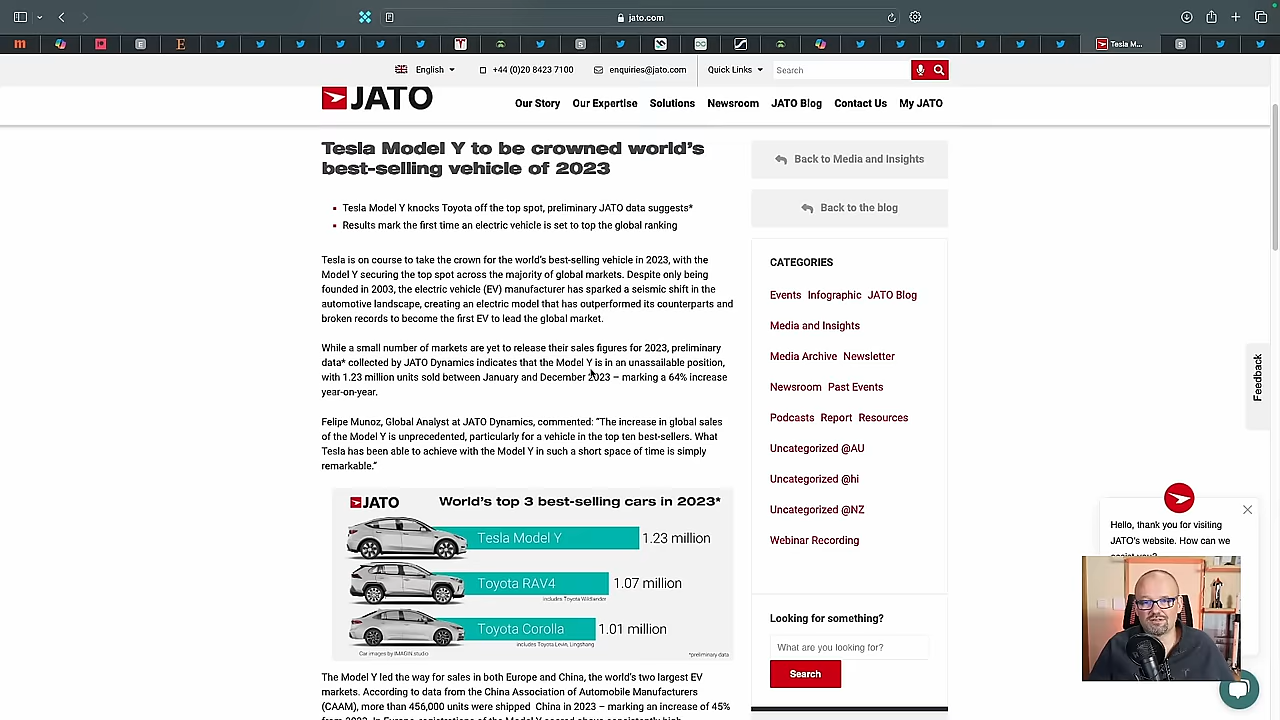 jato.com
Tesla M...
English
+44 (0)20 8423 7100
enquiries@jato.com
Quick Links
Search
JATO
Our Story
Our Expertise
Solutions
Newsroom
JATO Blog
Contact Us
My JATO
Tesla Model Y to be crowned world's
best-selling vehicle of 2023
Tesla Model Y knocks Toyota off the top spot, preliminary JATO data suggests*
Results mark the first time an electric vehicle is set to top the global ranking
Tesla is on course to take the crown for the world's best-selling vehicle in 2023, with the
Model Y securing the top spot across the majority of global markets. Despite only being
founded in 2003, the electric vehicle (EV) manufacturer has sparked a seismic shift in the
automotive landscape, creating an electric model that has outperformed its counterparts and
broken records to become the first EV to lead the global market.
While a small number of markets are yet to release their sales figures for 2023, preliminary
data* collected by JATO Dynamics indicates that the Model Y is in an unassailable position,
with 1.23 million units sold between January and December 2023 – marking a 64% increase
year-on-year.
Felipe Munoz, Global Analyst at JATO Dynamics, commented: “The increase in global sales
of the Model Y is unprecedented, particularly for a vehicle in the top ten best-sellers. What
Tesla has been able to achieve with the Model Y in such a short space of time is simply
remarkable.”
JATO
World's top 3 best-selling cars in 2023*
Tesla Model Y 1.23 million
Toyota RAV4 1.07 million
includes Toyota Wildlander
Toyota Corolla 1.01 million
includes Toyota Levin, Lingshang
Car images by IMAGIN.studio
*preliminary data
The Model Y led the way for sales in both Europe and China, the world's two largest EV
markets. According to data from the China Association of Automobile Manufacturers
(CAAM), more than 456,000 units were shipped China in 2023 – marking an increase of 45%
Back to Media and Insights
Back to the blog
CATEGORIES
Events Infographic JATO Blog
Media and Insights
Media Archive Newsletter
Newsroom Past Events
Podcasts Report Resources
Uncategorized @AU
Uncategorized @hi
Uncategorized @NZ
Webinar Recording
Looking for something?
What are you looking for?
Search
Feedback
Hello, thank you for visiting
JATO's website. How can we